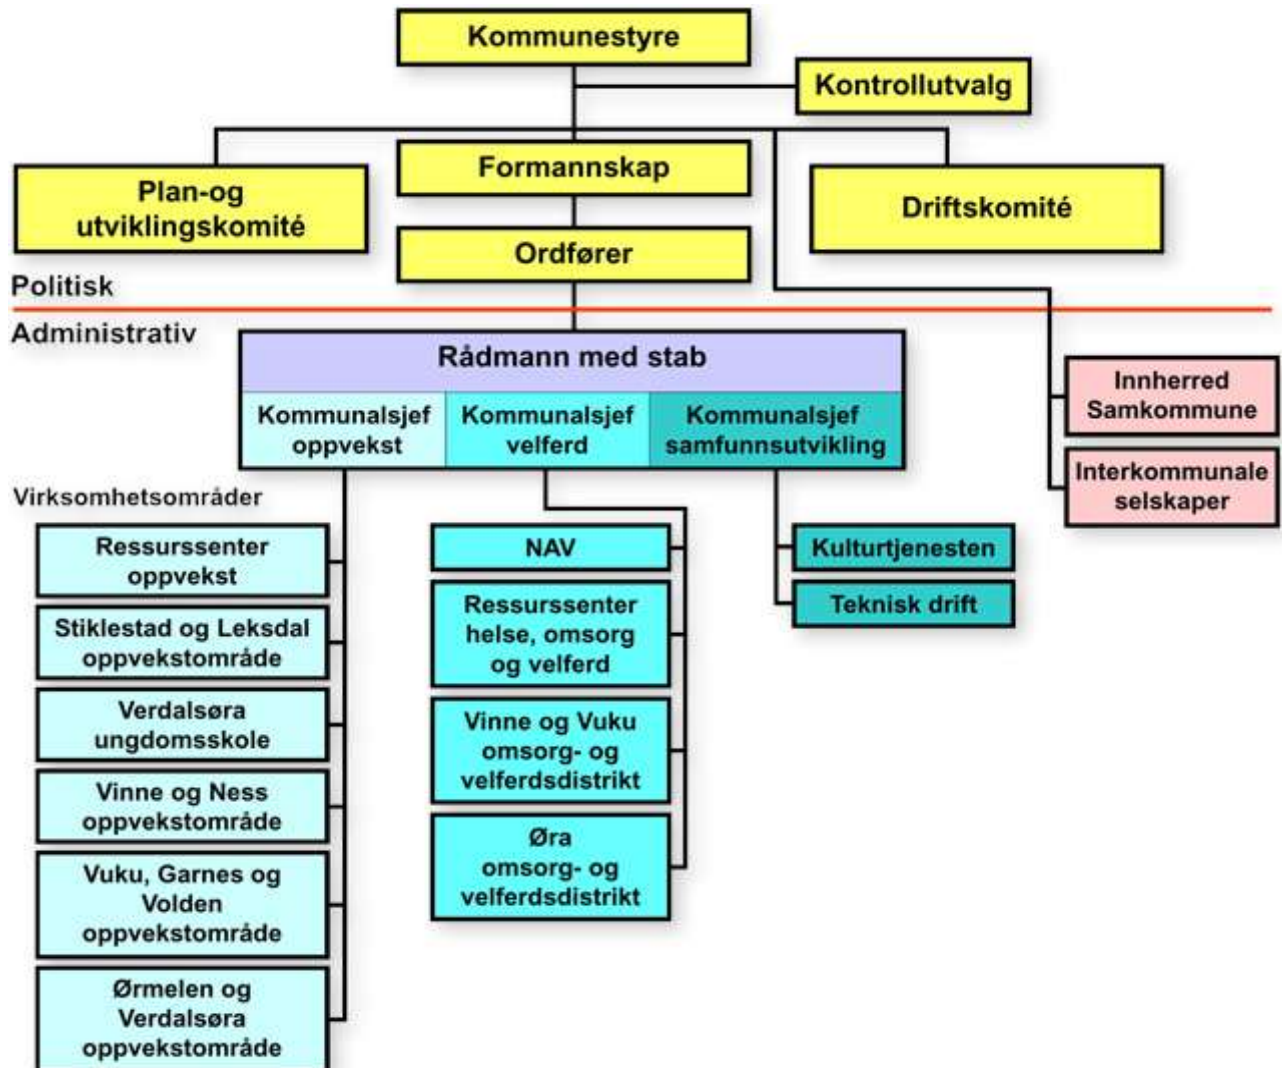 Kommunestyre
Kontrollutvalg
Formannskap
Plan-og
utviklingskomité
Driftskomité
Ordfører
Politisk
Administrativ
Rådmann med stab
Kommunalsjef
oppvekst
Kommunalsjef
velferd
Kommunalsjef
samfunnsutvikling
Innherred
Samkommune
Interkommunale
selskaper
Virksomhetsområder
Ressurssenter
oppvekst
Stiklestad og Leksdal
oppvekstområde
Verdalsøra
ungdomsskole
Vinne og Ness
oppvekstområde
Vuku, Garnes og
Volden
oppvekstområde
Ørmelen og
Verdalsøra
oppvekstområde
NAV
Ressurssenter
helse, omsorg
og velferd
Vinne og Vuku
omsorg- og
velferdsdistrikt
Øra
omsorg- og
velferdsdistrikt
Kulturtjenesten
Teknisk drift